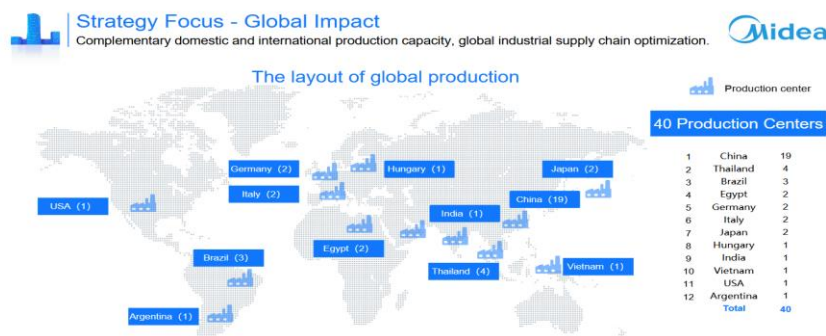 Strategy Focus - Global Impact
Complementary domestic and international production capacity, global industrial supply chain optimization.
Midea
The layout of global production
Production center
40 Production Centers
Germany (2)
Hungary (1)
Japan (2)
Italy (2)
China (19)
USA (1)
India (1)
Egypt (2)
Brazil (3)
Thailand (4)
Vietnam (1)
Argentina (1)
1 China 19
2 Thailand 4
3 Brazil 3
4 Egypt 2
5 Germany 2
6 Italy 2
7 Japan 2
8 Hungary 1
9 India 1
10 Vietnam 1
11 USA 1
12 Argentina 1
Total 40